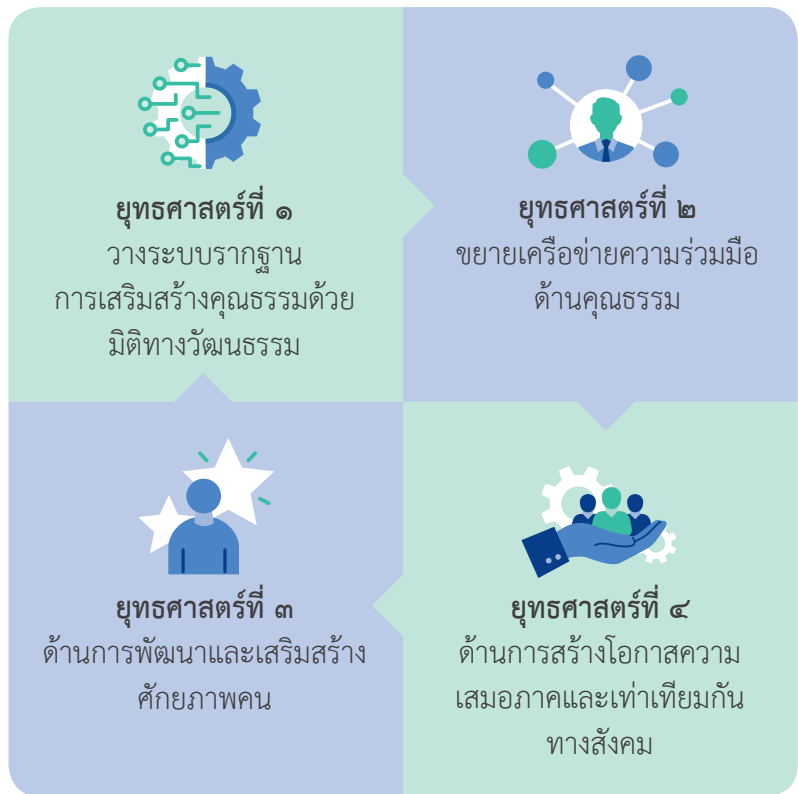 ยุทธศาสตร์ที่ ๑
วางระบบรากฐาน
การเสริมสร้างคุณธรรมด้วย
มิติทางวัฒนธรรม
ยุทธศาสตร์ที่ ๒
ขยายเครือข่ายความร่วมมือ
ด้านคุณธรรม
ยุทธศาสตร์ที่ ๓
ด้านการพัฒนาและเสริมสร้าง
ศักยภาพคน
ยุทธศาสตร์ที่ ๔
ด้านการสร้างโอกาสความ
เสมอภาคและเท่าเทียมกัน
ทางสังคม